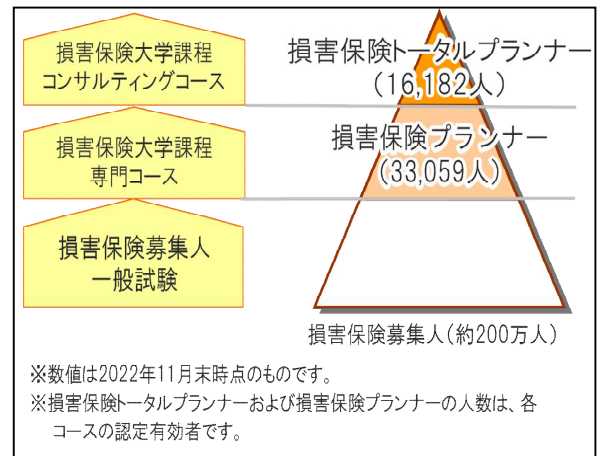 損害保険大学課程
コンサルティングコース
損害保険トータルプランナー
（16,182人）
損害保険大学課程
専門コース
損害保険プランナー
（33,059人）
損害保険募集人
一般試験
損害保険募集人（約200万人）
※数値は2022年11月末時点のものです。
※損害保険トータルプランナーおよび損害保険プランナーの人数は、各
コースの認定有効者です。